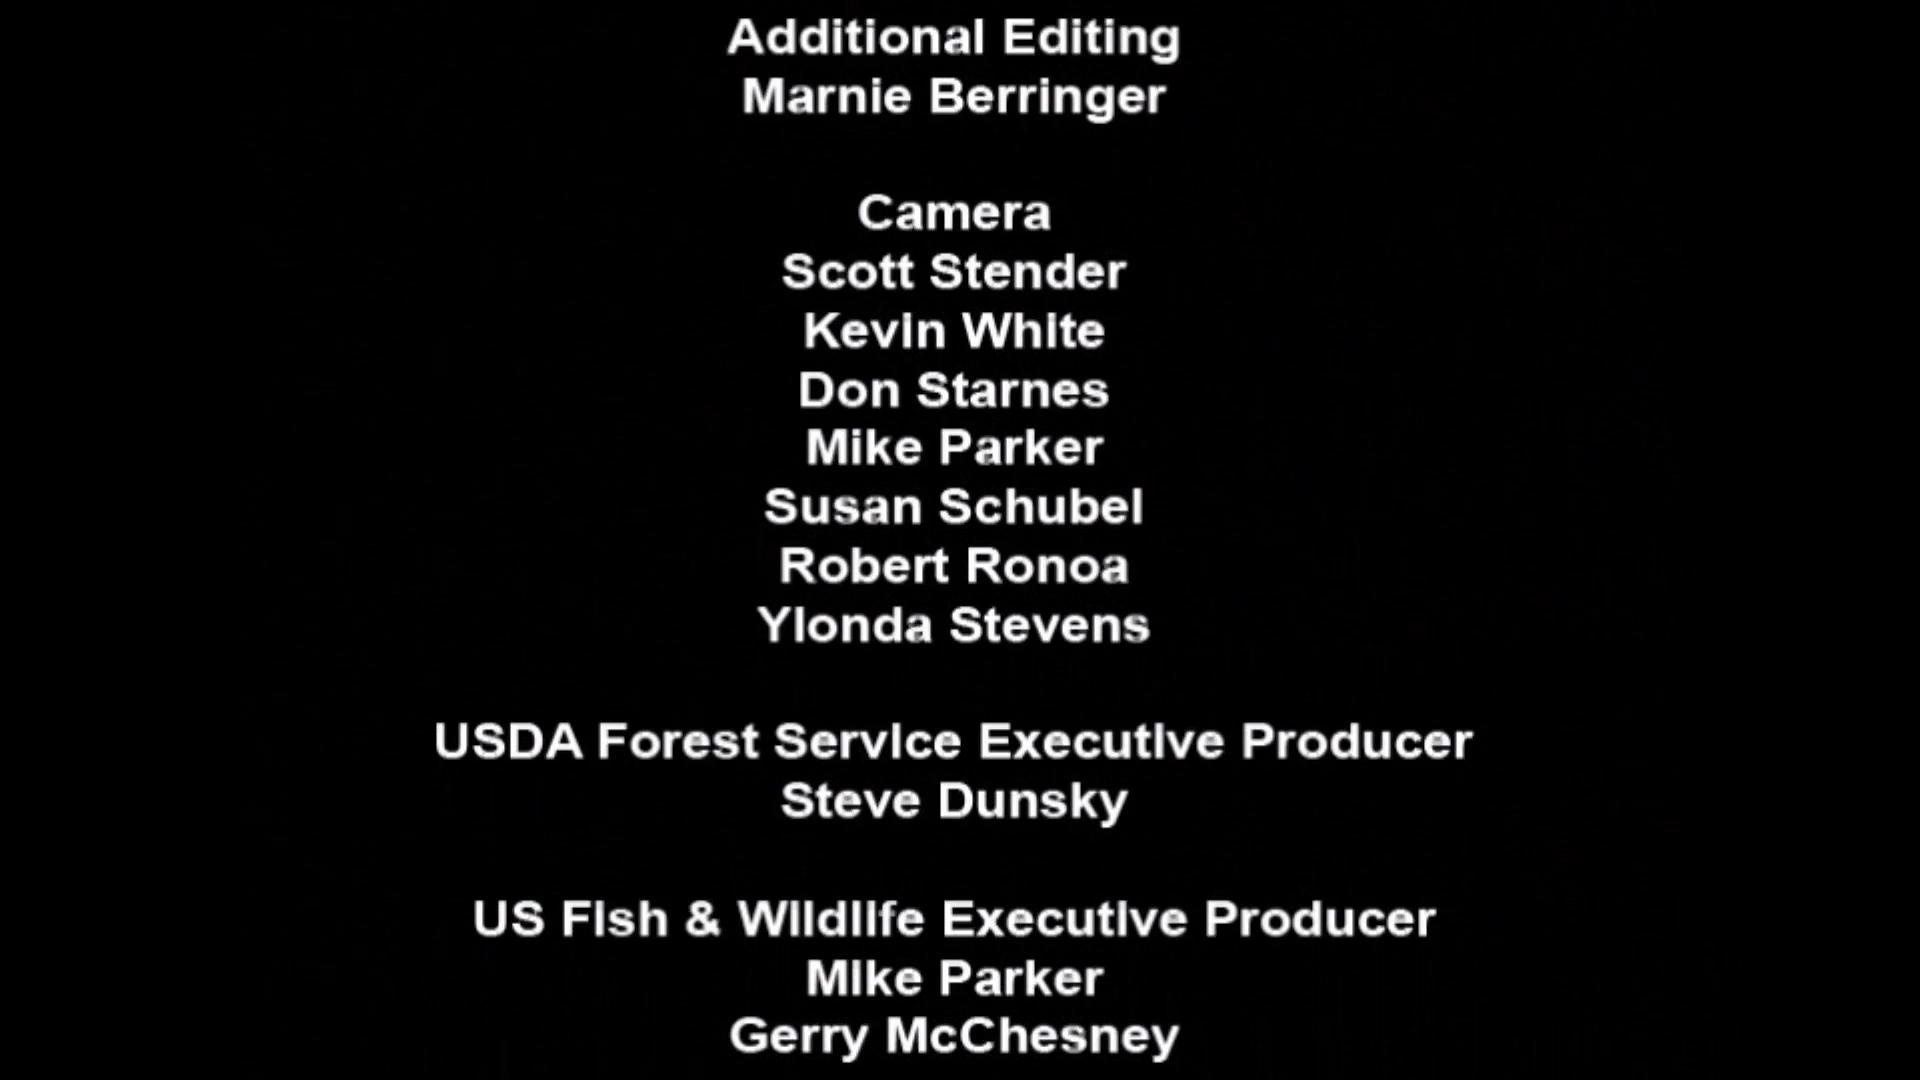 Additional Editing
Marnie Berringer
Camera
Scott Stender
Kevin White
Don Starnes
Mike Parker
Susan Schubel
Robert Ronoa
Ylonda Stevens
USDA Forest Service Executive Producer
Steve Dunsky
US Fish & Wildlife Executive Producer
Mike Parker
Gerry McChesney